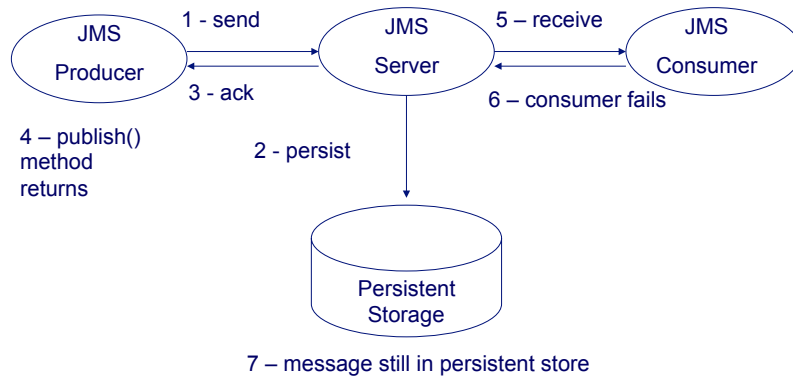 JMS
Producer
1 - send
3 - ack
JMS
Server
5 – receive
6 – consumer fails
JMS
Consumer
4 – publish()
method
returns
2 - persist
Persistent
Storage
7 – message still in persistent store